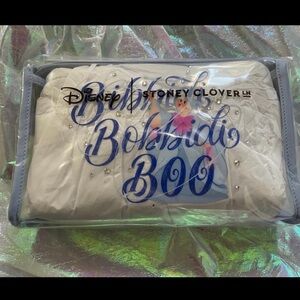 Disney STONEY CLOVER LN
Bibbidi
Bobbidi
BOO